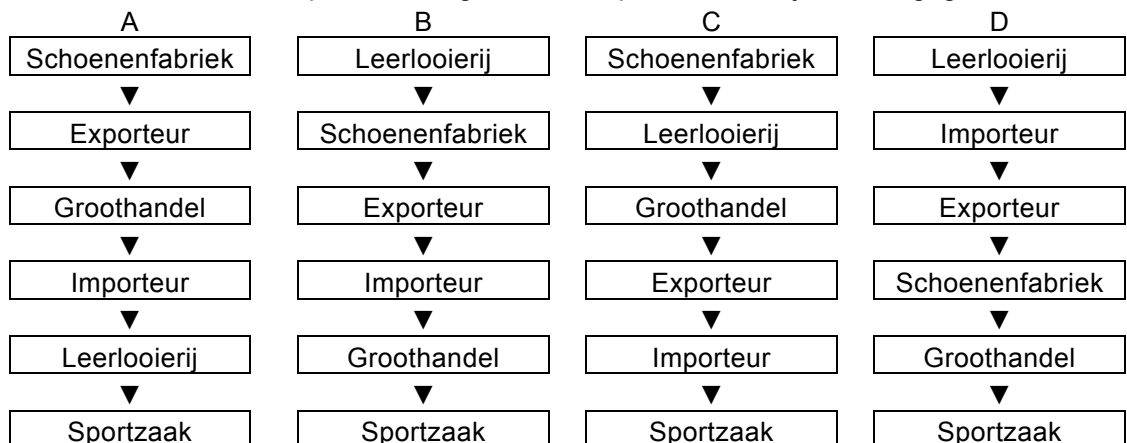 A B C D
Schoenenfabriek Leerlooierij Schoenenfabriek Leerlooierij
▼ ▼ ▼ ▼
Exporteur Schoenenfabriek Leerlooierij Importeur
▼ ▼ ▼ ▼
Groothandel Exporteur Groothandel Exporteur
▼ ▼ ▼ ▼
Importeur Importeur Exporteur Schoenenfabriek
▼ ▼ ▼ ▼
Leerlooierij Groothandel Importeur Groothandel
▼ ▼ ▼ ▼
Sportzaak Sportzaak Sportzaak Sportzaak